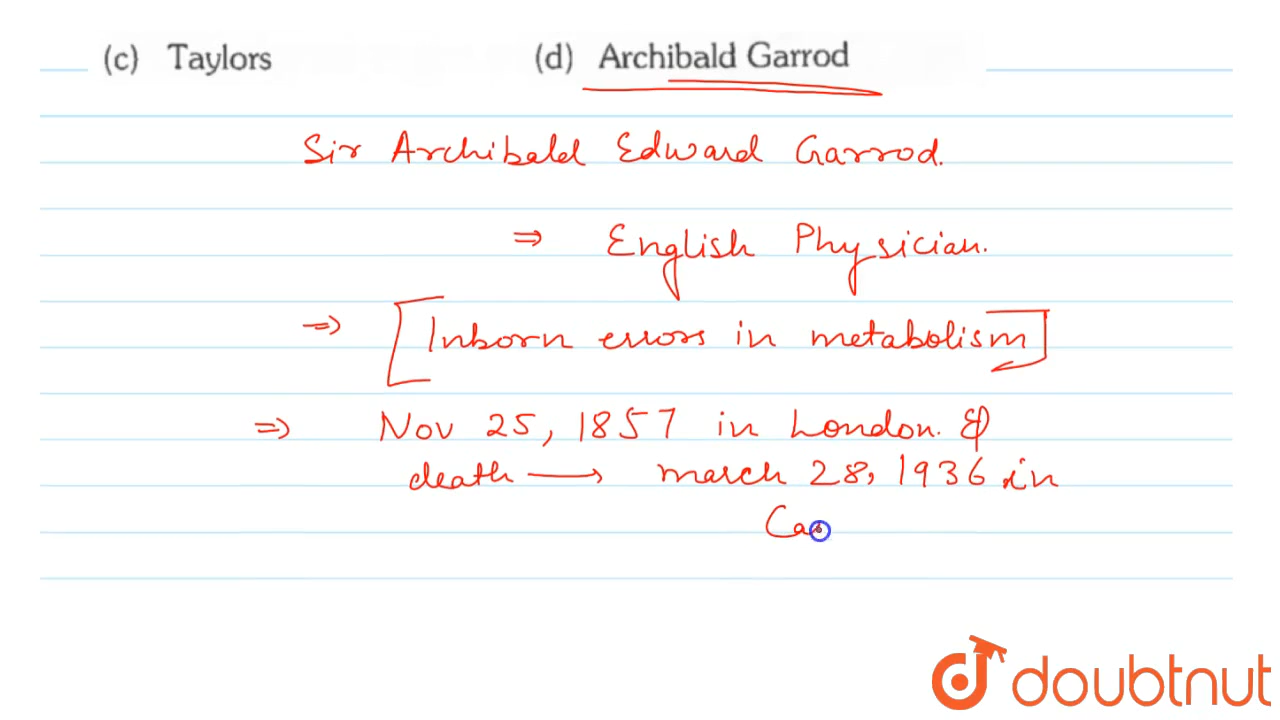 (c) Taylors (d) Archibald Garrod
Sir Archibald Edward Garrod.
⇒ English Physician.
⇒ [Inborn errors in metabolism]
⇒ Nov 25, 1857 in London. &
death → march 28, 1936 in
Ca
doubtnut